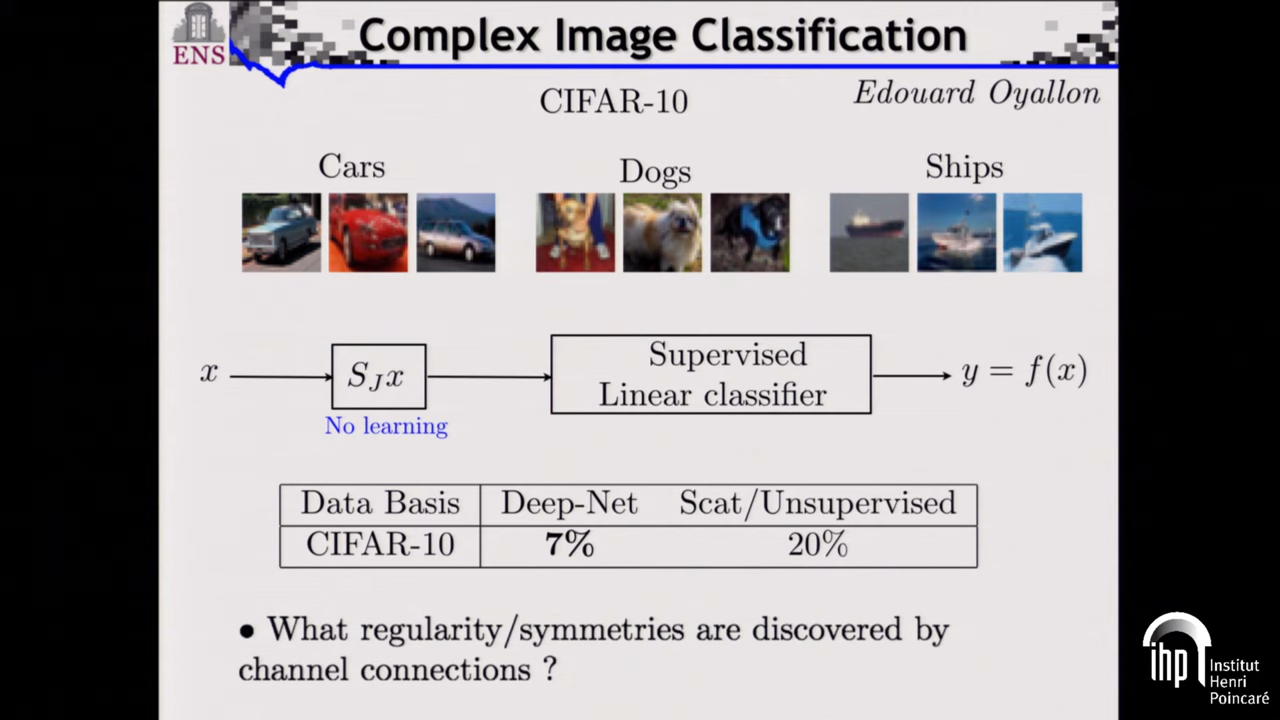 ENS
Complex Image Classification
CIFAR-10
Edouard Oyallon
Cars
Dogs
Ships
x
S_J x
No learning
Supervised
Linear classifier
y = f(x)
Data Basis Deep-Net Scat/Unsupervised
CIFAR-10 7% 20%
• What regularity/symmetries are discovered by
channel connections ?
ihp
Institut
Henri
Poincaré